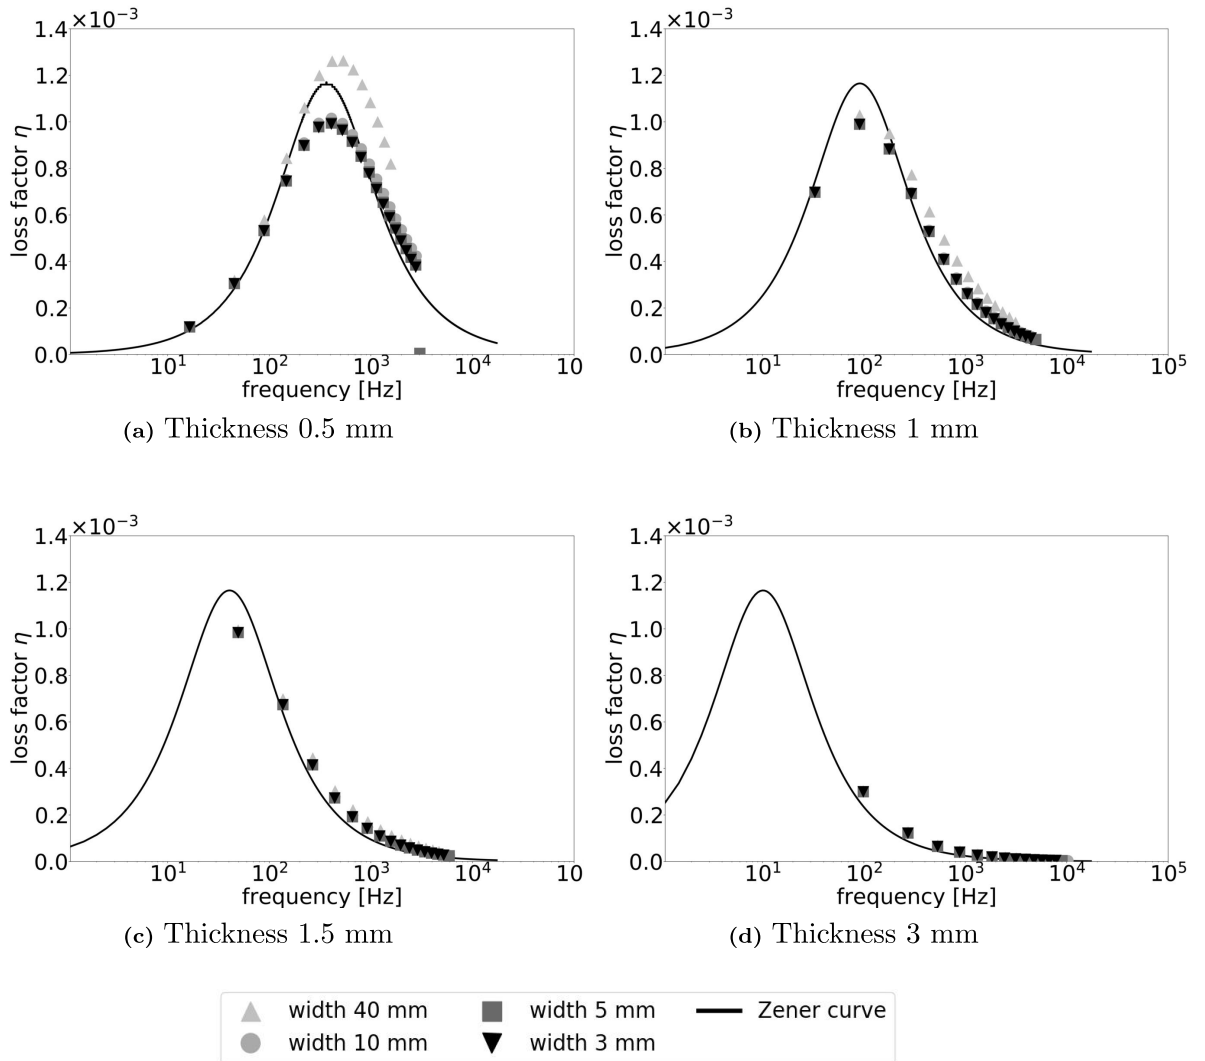 ×10⁻³
1.4
1.2
1.0
0.8
0.6
0.4
0.2
0.0
loss factor η
10¹ 10² 10³ 10⁴ 10
frequency [Hz]
(a) Thickness 0.5 mm
×10⁻³
1.4
1.2
1.0
0.8
0.6
0.4
0.2
0.0
loss factor η
10¹ 10² 10³ 10⁴ 10⁵
frequency [Hz]
(b) Thickness 1 mm
×10⁻³
1.4
1.2
1.0
0.8
0.6
0.4
0.2
0.0
loss factor η
10¹ 10² 10³ 10⁴ 10
frequency [Hz]
(c) Thickness 1.5 mm
×10⁻³
1.4
1.2
1.0
0.8
0.6
0.4
0.2
0.0
loss factor η
10¹ 10² 10³ 10⁴ 10⁵
frequency [Hz]
(d) Thickness 3 mm
width 40 mm width 5 mm Zener curve
width 10 mm width 3 mm